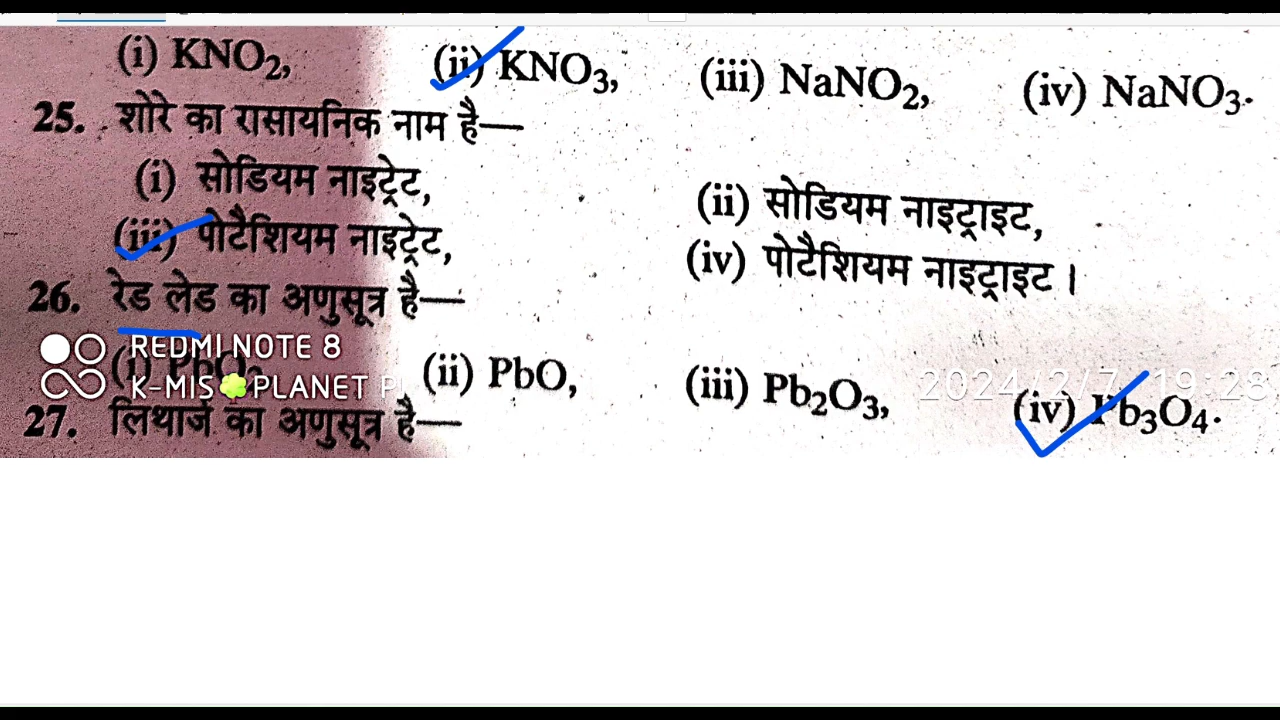 (i) KNO2, (ii) KNO3, (iii) NaNO2, (iv) NaNO3.
25. शोरे का रासायनिक नाम है—
(i) सोडियम नाइट्रेट, (ii) सोडियम नाइट्राइट,
(iii) पोटैशियम नाइट्रेट, (iv) पोटैशियम नाइट्राइट ।
26. रेड लेड का अणुसूत्र है—
(i) PbO2, (ii) PbO, (iii) Pb2O3, (iv) Pb3O4.
REDMI NOTE 8
K-MIS🍀PLANET
2024 2 7 19 28
27. लिथार्ज का अणुसूत्र है—